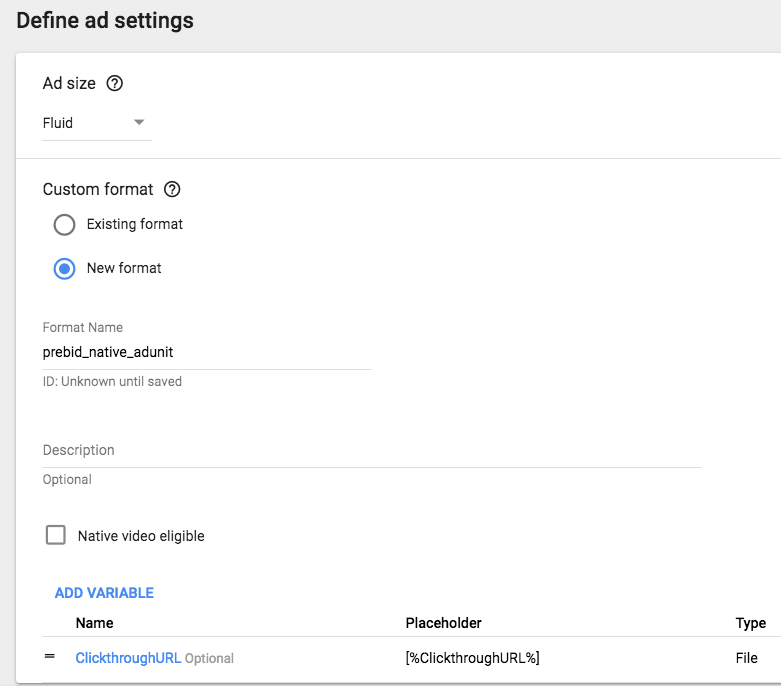 Define ad settings
Ad size ?
Fluid
Custom format ?
Existing format
New format
Format Name
prebid_native_adunit
ID: Unknown until saved
Description
Optional
Native video eligible
ADD VARIABLE
Name Placeholder Type
ClickthroughURL Optional [%ClickthroughURL%] File